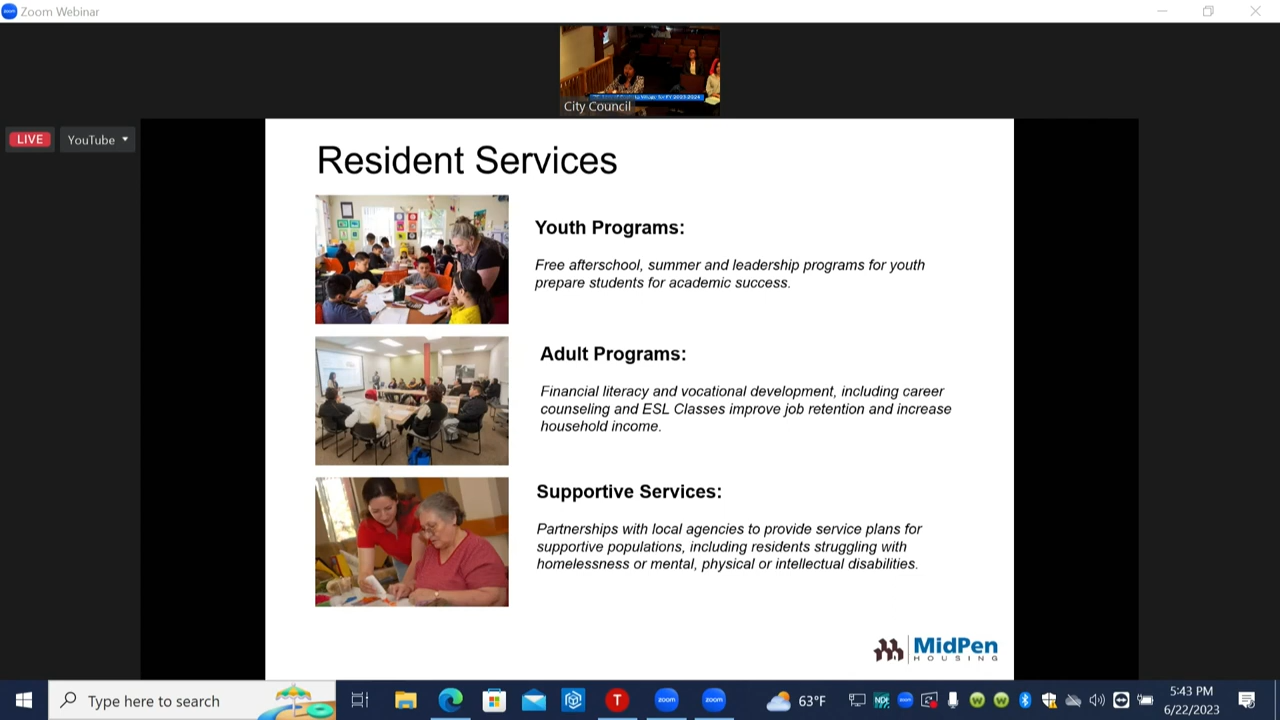 Zoom Webinar
City Council
LIVE
YouTube
Resident Services
Youth Programs:
Free afterschool, summer and leadership programs for youth
prepare students for academic success.
Adult Programs:
Financial literacy and vocational development, including career
counseling and ESL Classes improve job retention and increase
household income.
Supportive Services:
Partnerships with local agencies to provide service plans for
supportive populations, including residents struggling with
homelessness or mental, physical or intellectual disabilities.
MidPen
HOUSING
Type here to search
T
zoom
zoom
63°F
NDI
5:43 PM
6/22/2023